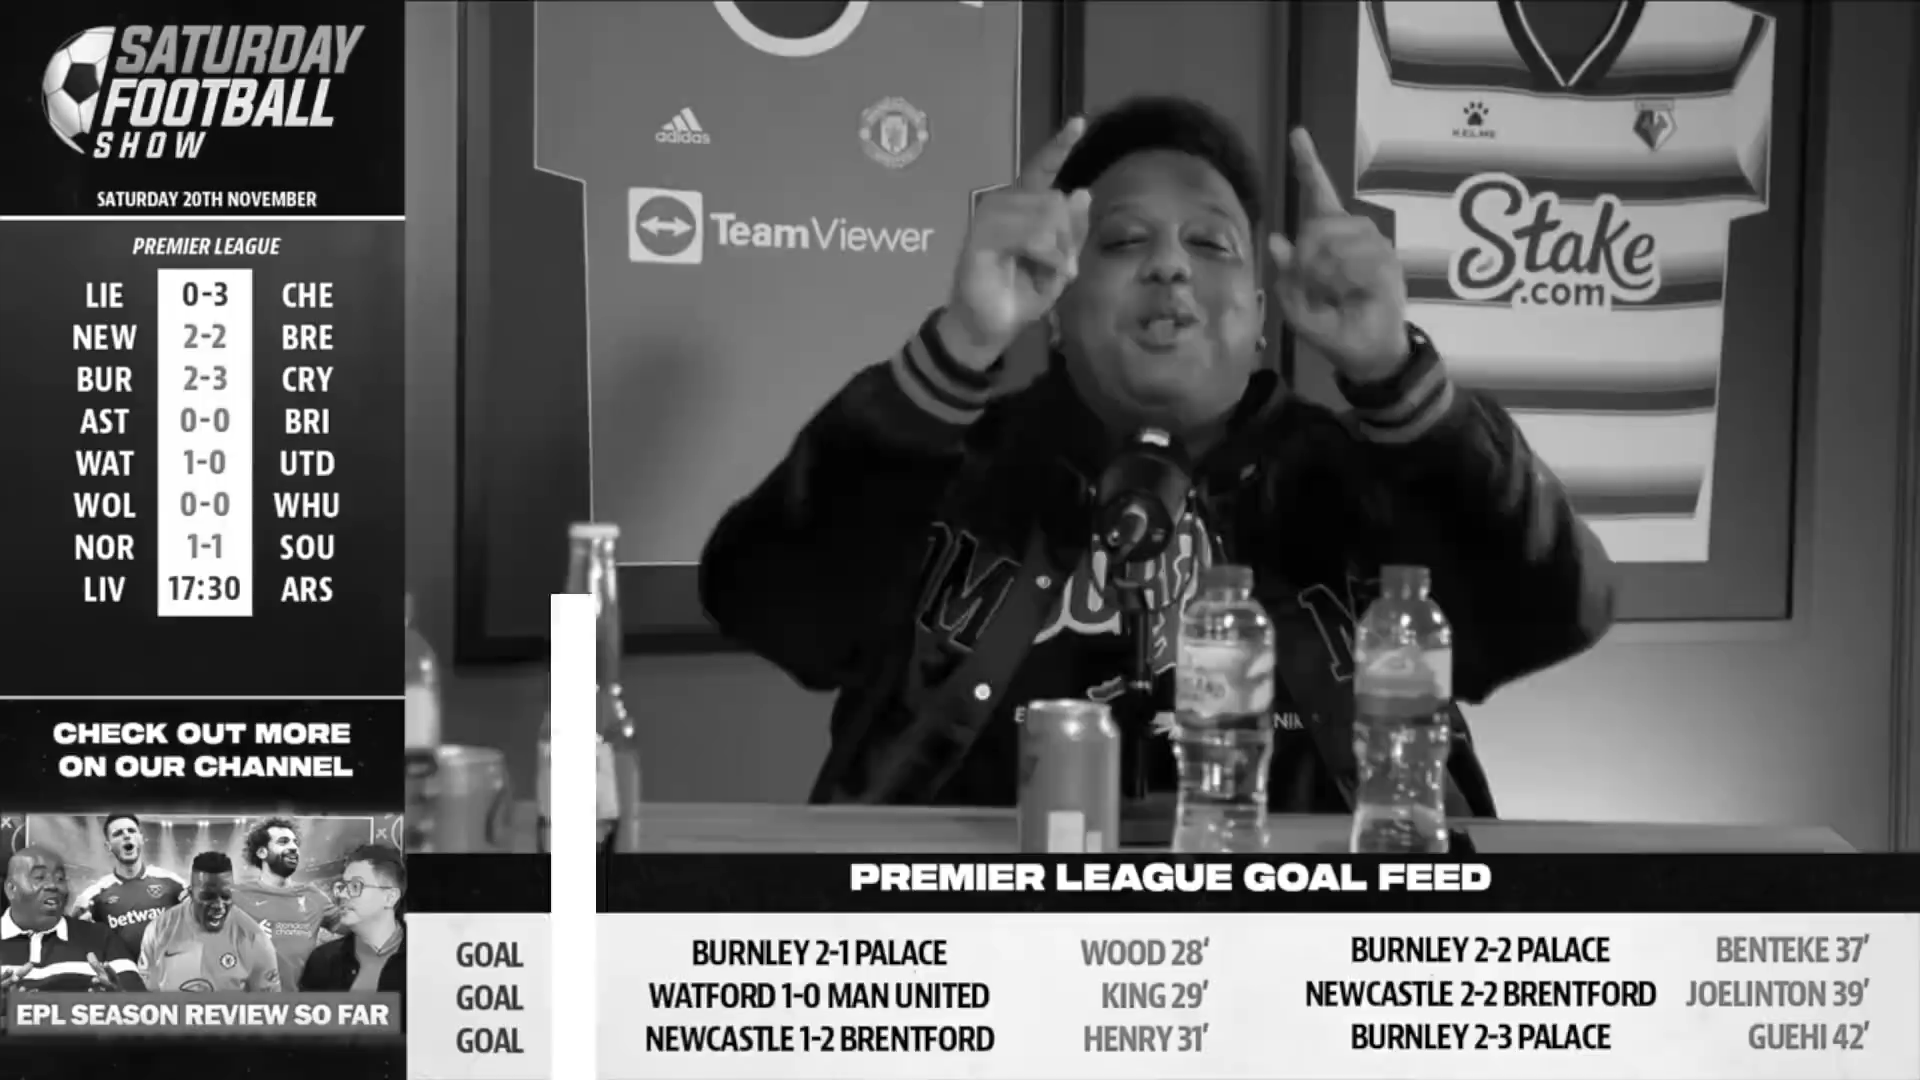 SATURDAY
FOOTBALL
SHOW
SATURDAY 20TH NOVEMBER
PREMIER LEAGUE
LIE 0-3 CHE
NEW 2-2 BRE
BUR 2-3 CRY
AST 0-0 BRI
WAT 1-0 UTD
WOL 0-0 WHU
NOR 1-1 SOU
LIV 17:30 ARS
CHECK OUT MORE
ON OUR CHANNEL
betway
EPL SEASON REVIEW SO FAR
adidas
TeamViewer
KELME
Stake
.com
PREMIER LEAGUE GOAL FEED
GOAL BURNLEY 2-1 PALACE WOOD 28' BURNLEY 2-2 PALACE BENTEKE 37'
GOAL WATFORD 1-0 MAN UNITED KING 29' NEWCASTLE 2-2 BRENTFORD JOELINTON 39'
GOAL NEWCASTLE 1-2 BRENTFORD HENRY 31' BURNLEY 2-3 PALACE GUEHI 42'